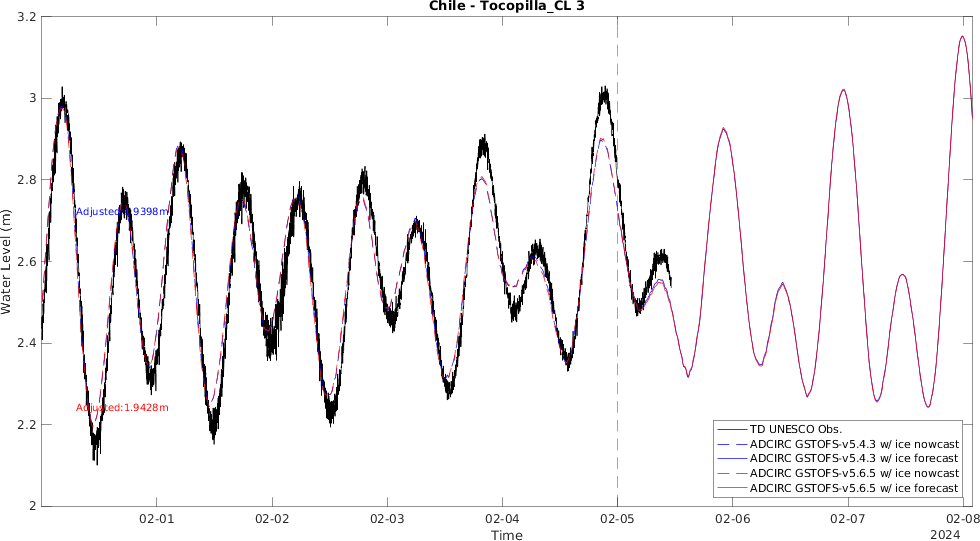 Chile - Tocopilla_CL 3
Water Level (m)
3.2
3
2.8
2.6
2.4
2.2
2
Adjusted:1.9398m
Adjusted:1.9428m
TD UNESCO Obs.
ADCIRC GSTOFS-v5.4.3 w/ ice nowcast
ADCIRC GSTOFS-v5.4.3 w/ ice forecast
ADCIRC GSTOFS-v5.6.5 w/ ice nowcast
ADCIRC GSTOFS-v5.6.5 w/ ice forecast
02-01 02-02 02-03 02-04 02-05 02-06 02-07 02-08
Time
2024